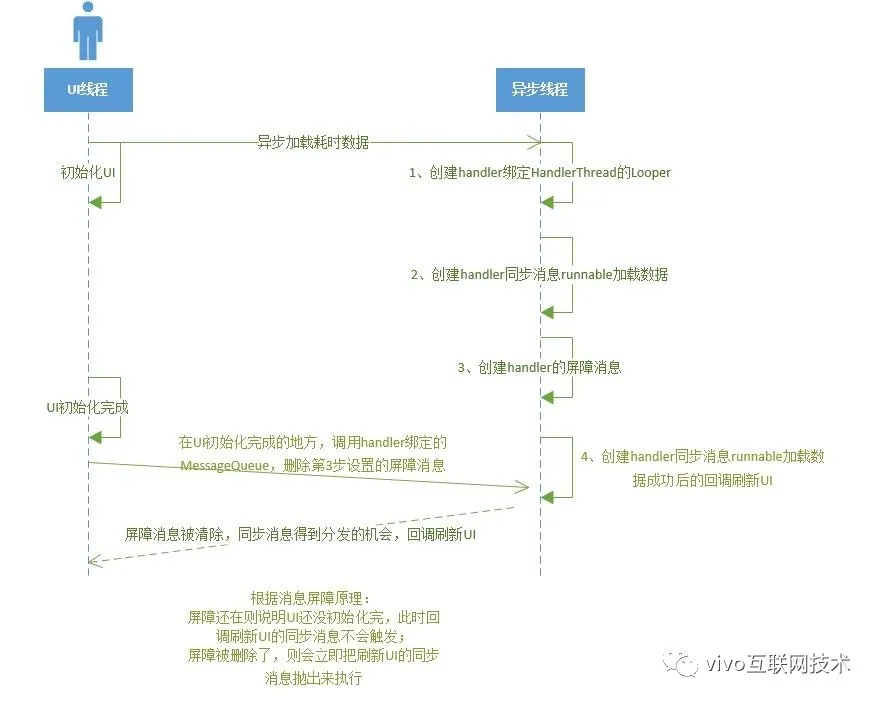 UI线程
异步线程
异步加载耗时数据
初始化UI
1、创建handler绑定HandlerThread的Looper
2、创建handler同步消息runnable加载数据
3、创建handler的屏障消息
UI初始化完成
在UI初始化完成的地方，调用handler绑定的
MessageQueue，删除第3步设置的屏障消息
4、创建handler同步消息runnable加载数
据成功后的回调刷新UI
屏障消息被清除，同步消息得到分发的机会，回调刷新UI
根据消息屏障原理：
屏障还在则说明UI还没初始化完，此时回
调刷新UI的同步消息不会触发；
屏障被删除了，则会立即把刷新UI的同步
消息抛出来执行
vivo互联网技术